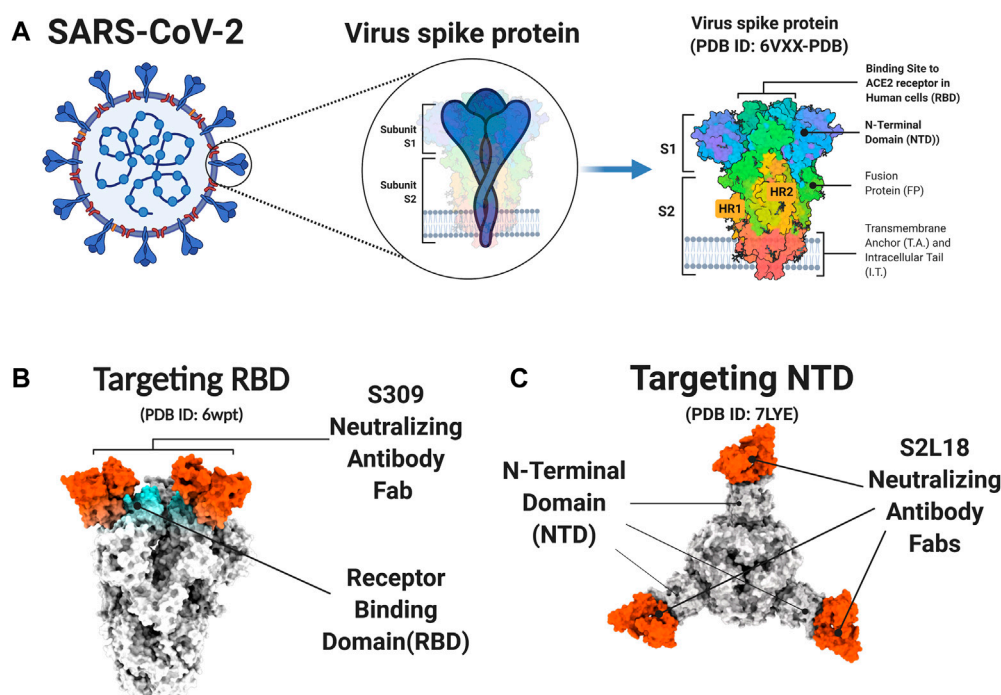 A
SARS-CoV-2
Virus spike protein
Virus spike protein
(PDB ID: 6VXX-PDB)
Subunit
S1
Subunit
S2
S1
S2
HR2
HR1
Binding Site to
ACE2 receptor in
Human cells (RBD)
N-Terminal
Domain (NTD))
Fusion
Protein (FP)
Transmembrane
Anchor (T.A.) and
Intracellular Tail
(I.T.)
B
Targeting RBD
(PDB ID: 6wpt)
S309
Neutralizing
Antibody
Fab
Receptor
Binding
Domain(RBD)
C
Targeting NTD
(PDB ID: 7LYE)
N-Terminal
Domain
(NTD)
S2L18
Neutralizing
Antibody
Fabs